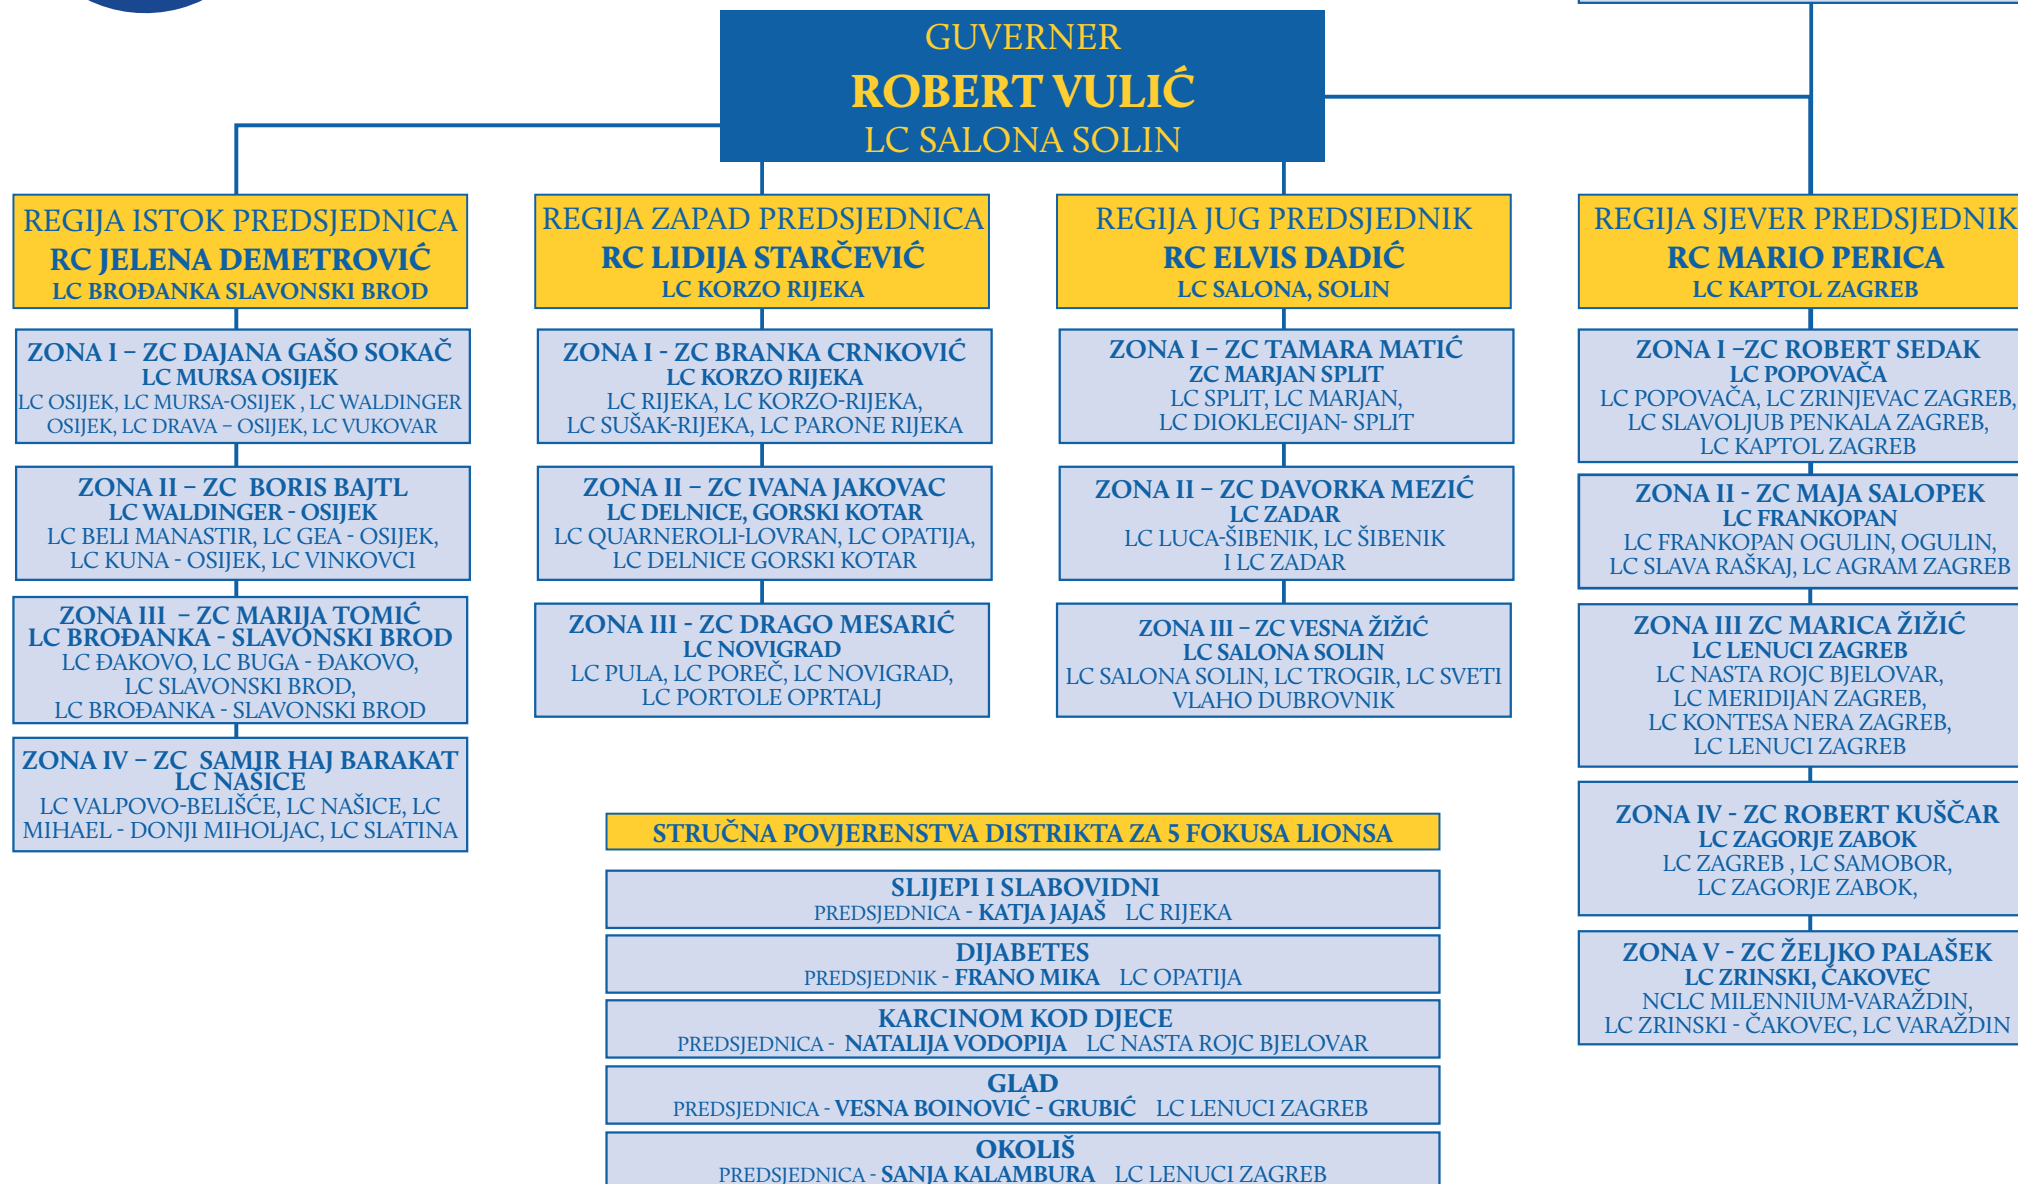 GUVERNER
ROBERT VULIĆ
LC SALONA SOLIN
REGIJA ISTOK PREDSJEDNICA
RC JELENA DEMETROVIĆ
LC BROĐANKA SLAVONSKI BROD
ZONA I – ZC DAJANA GAŠO SOKAČ
LC MURSA OSIJEK
LC OSIJEK, LC MURSA-OSIJEK , LC WALDINGER
OSIJEK, LC DRAVA – OSIJEK, LC VUKOVAR
ZONA II – ZC BORIS BAJTL
LC WALDINGER - OSIJEK
LC BELI MANASTIR, LC GEA - OSIJEK,
LC KUNA - OSIJEK, LC VINKOVCI
ZONA III – ZC MARIJA TOMIĆ
LC BROĐANKA - SLAVONSKI BROD
LC ĐAKOVO, LC BUGA - ĐAKOVO,
LC SLAVONSKI BROD,
LC BROĐANKA - SLAVONSKI BROD
ZONA IV – ZC SAMIR HAJ BARAKAT
LC NAŠICE
LC VALPOVO-BELIŠĆE, LC NAŠICE, LC
MIHAEL - DONJI MIHOLJAC, LC SLATINA
REGIJA ZAPAD PREDSJEDNICA
RC LIDIJA STARČEVIĆ
LC KORZO RIJEKA
ZONA I - ZC BRANKA CRNKOVIĆ
LC KORZO RIJEKA
LC RIJEKA, LC KORZO-RIJEKA,
LC SUŠAK-RIJEKA, LC PARONE RIJEKA
ZONA II – ZC IVANA JAKOVAC
LC DELNICE, GORSKI KOTAR
LC QUARNEROLI-LOVRAN, LC OPATIJA,
LC DELNICE GORSKI KOTAR
ZONA III - ZC DRAGO MESARIĆ
LC NOVIGRAD
LC PULA, LC POREČ, LC NOVIGRAD,
LC PORTOLE OPRTALJ
REGIJA JUG PREDSJEDNIK
RC ELVIS DADIĆ
LC SALONA, SOLIN
ZONA I – ZC TAMARA MATIĆ
ZC MARJAN SPLIT
LC SPLIT, LC MARJAN,
LC DIOKLECIJAN- SPLIT
ZONA II – ZC DAVORKA MEZIĆ
LC ZADAR
LC LUCA-ŠIBENIK, LC ŠIBENIK
I LC ZADAR
ZONA III – ZC VESNA ŽIŽIĆ
LC SALONA SOLIN
LC SALONA SOLIN, LC TROGIR, LC SVETI
VLAHO DUBROVNIK
REGIJA SJEVER PREDSJEDNIK
RC MARIO PERICA
LC KAPTOL ZAGREB
ZONA I –ZC ROBERT SEDAK
LC POPOVAČA
LC POPOVAČA, LC ZRINJEVAC ZAGREB,
LC SLAVOLJUB PENKALA ZAGREB,
LC KAPTOL ZAGREB
ZONA II - ZC MAJA SALOPEK
LC FRANKOPAN
LC FRANKOPAN OGULIN, OGULIN,
LC SLAVA RAŠKAJ, LC AGRAM ZAGREB
ZONA III ZC MARICA ŽIŽIĆ
LC LENUCI ZAGREB
LC NASTA ROJC BJELOVAR,
LC MERIDIJAN ZAGREB,
LC KONTESA NERA ZAGREB,
LC LENUCI ZAGREB
ZONA IV - ZC ROBERT KUŠČAR
LC ZAGORJE ZABOK
LC ZAGREB , LC SAMOBOR,
LC ZAGORJE ZABOK,
ZONA V - ZC ŽELJKO PALAŠEK
LC ZRINSKI, ČAKOVEC
NCLC MILENNIUM-VARAŽDIN,
LC ZRINSKI - ČAKOVEC, LC VARAŽDIN
STRUČNA POVJERENSTVA DISTRIKTA ZA 5 FOKUSA LIONSA
SLIJEPI I SLABOVIDNI
PREDSJEDNICA - KATJA JAJAŠ LC RIJEKA
DIJABETES
PREDSJEDNIK - FRANO MIKA LC OPATIJA
KARCINOM KOD DJECE
PREDSJEDNICA - NATALIJA VODOPIJA LC NASTA ROJC BJELOVAR
GLAD
PREDSJEDNICA - VESNA BOINOVIĆ - GRUBIĆ LC LENUCI ZAGREB
OKOLIŠ
PREDSJEDNICA - SANJA KALAMBURA LC LENUCI ZAGREB